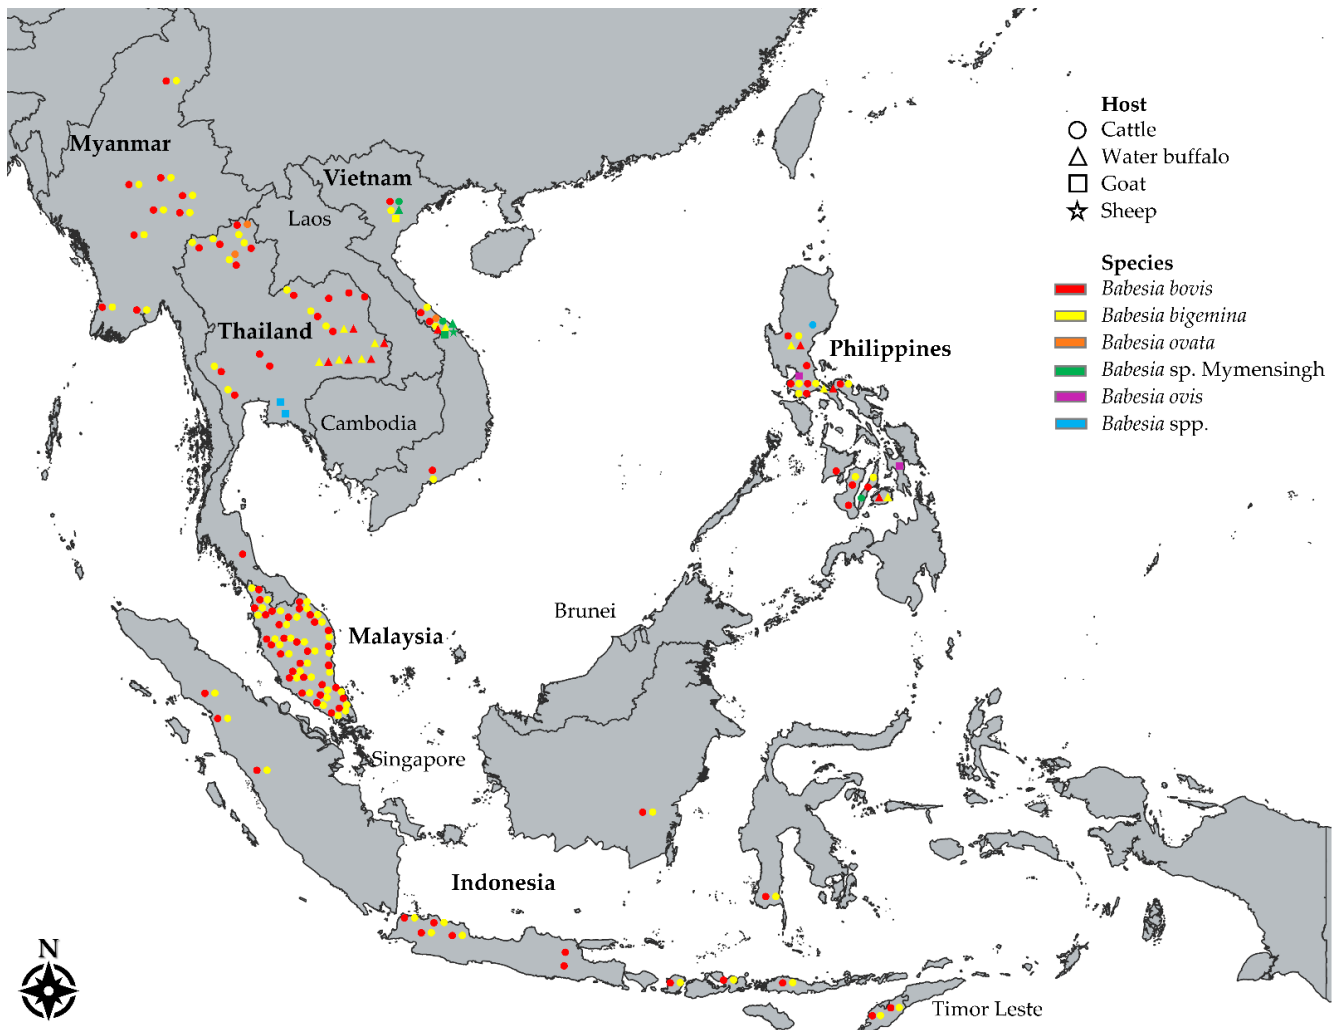 Host
Cattle
Water buffalo
Goat
Sheep
Species
Babesia bovis
Babesia bigemina
Babesia ovata
Babesia sp. Mymensingh
Babesia ovis
Babesia spp.
Myanmar
Vietnam
Laos
Thailand
Cambodia
Philippines
Brunei
Malaysia
Singapore
Indonesia
Timor Leste
N